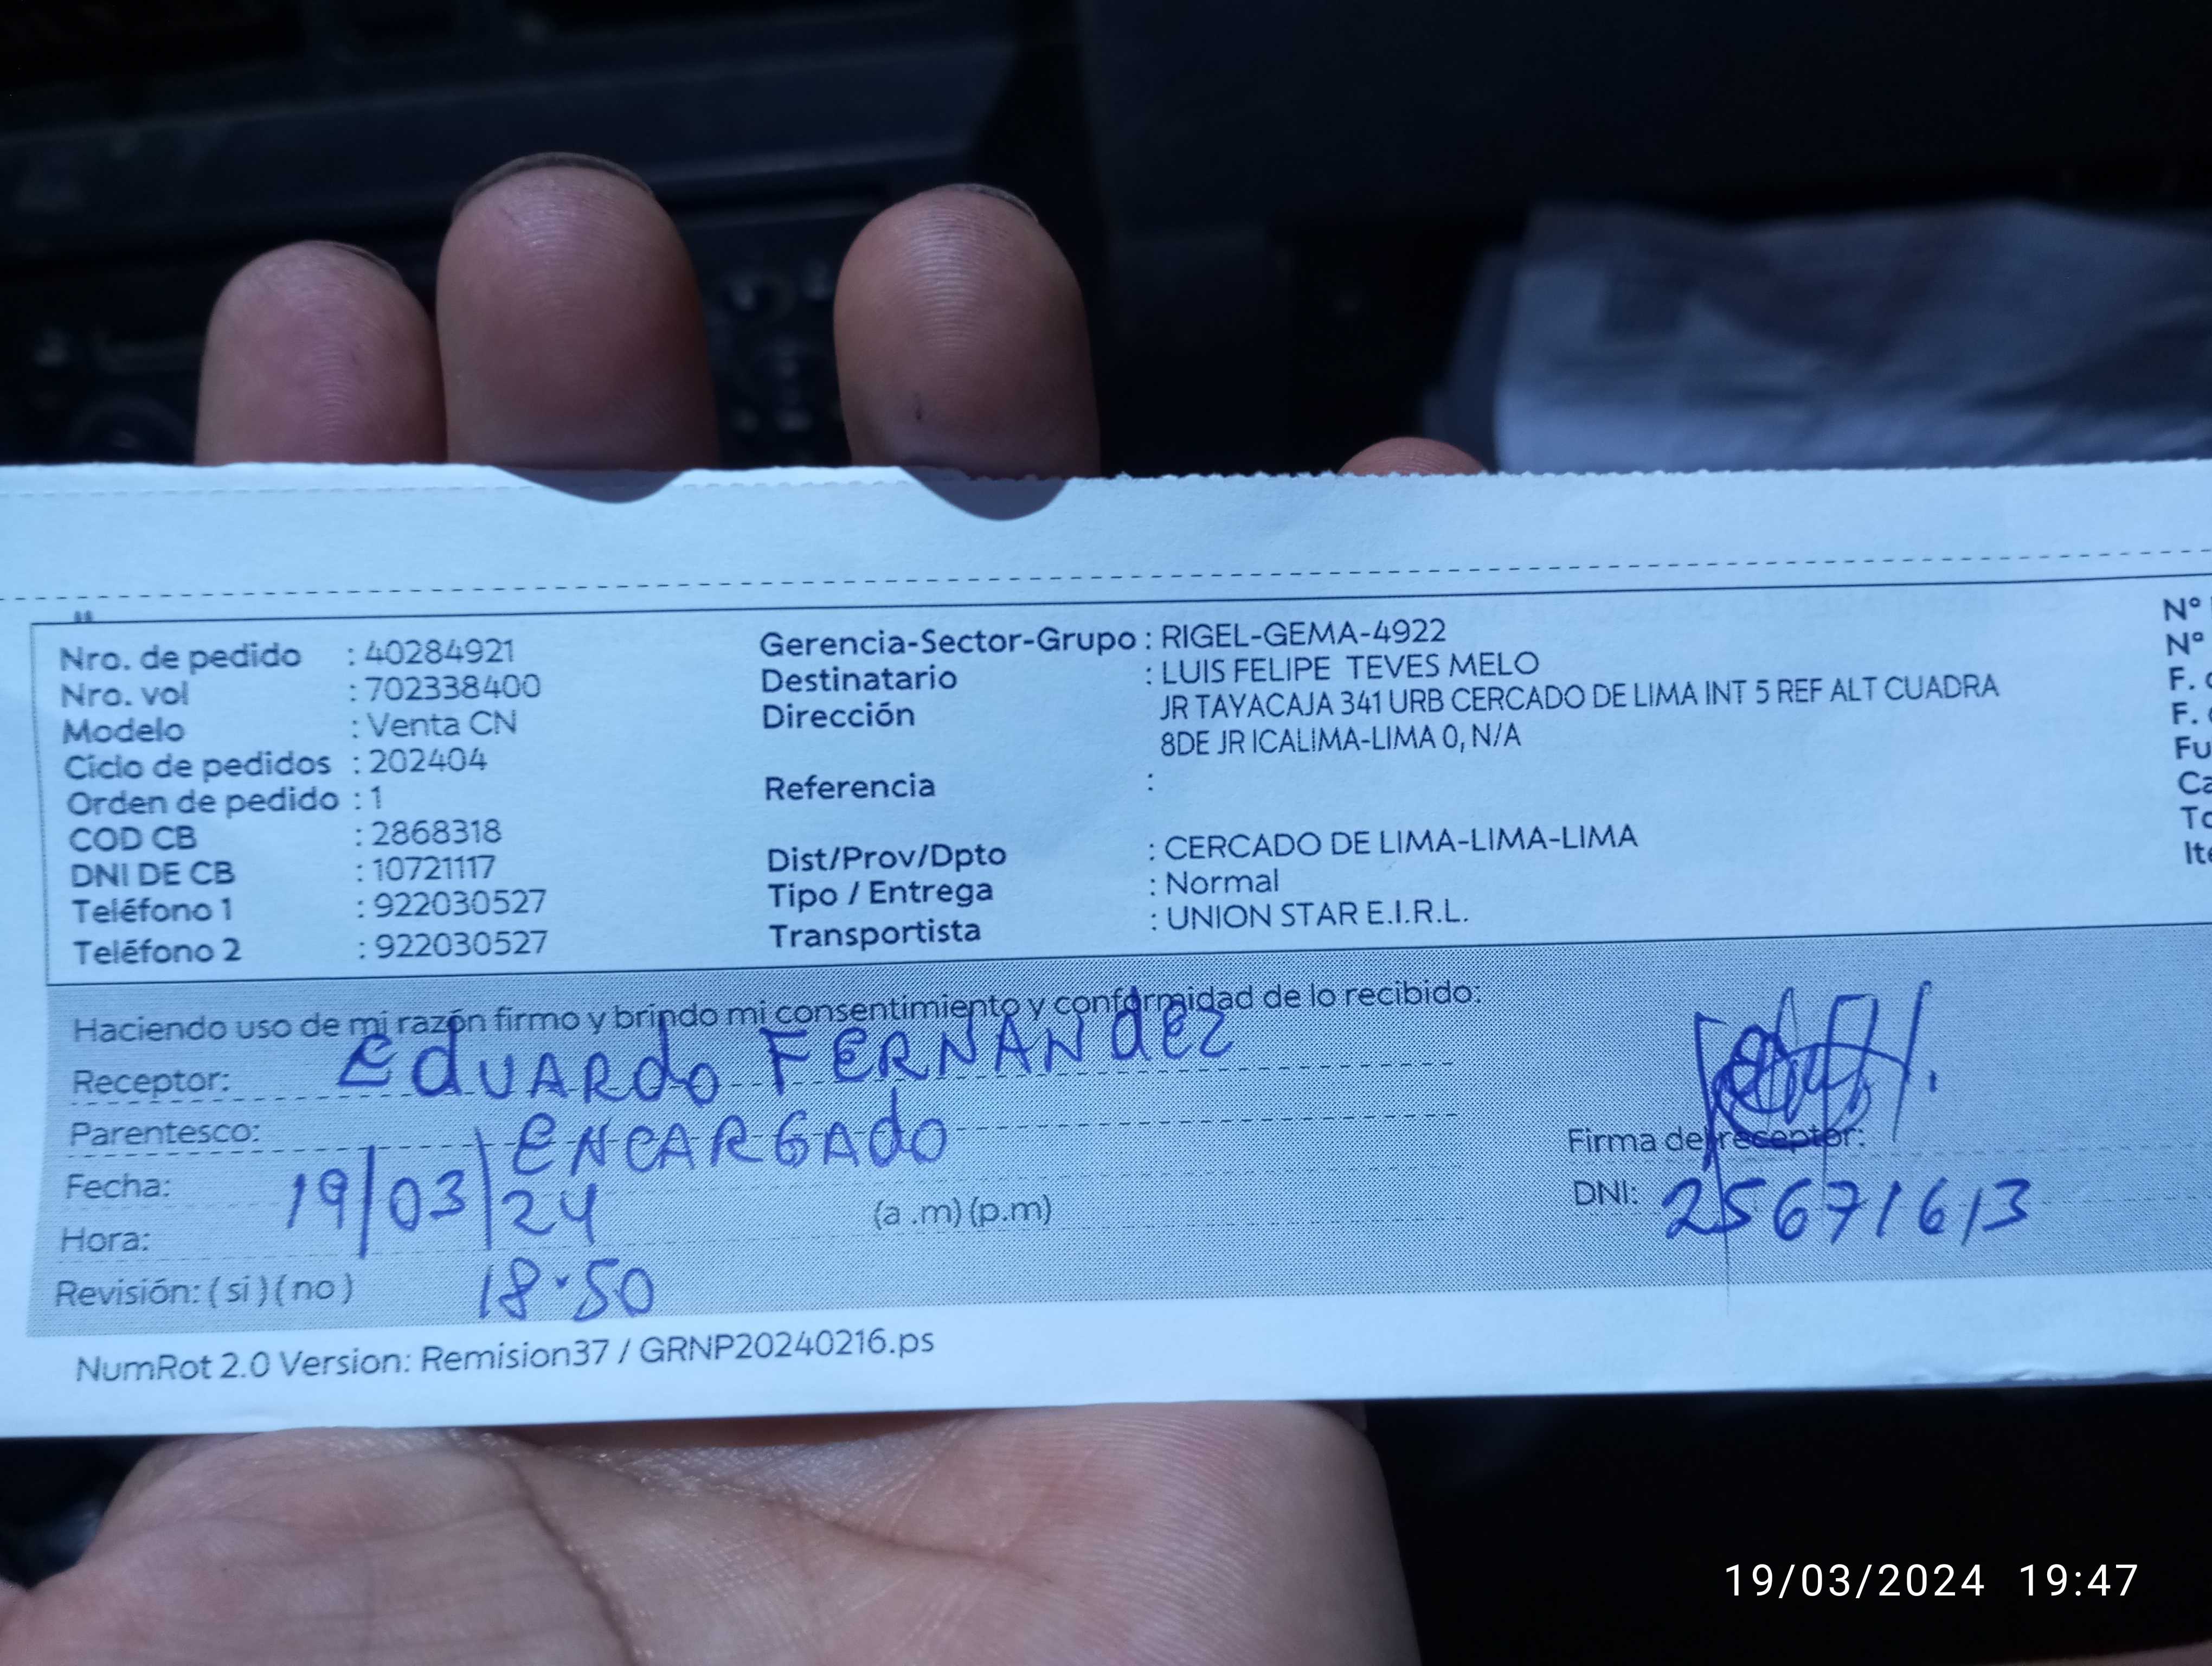 Nro. de pedido : 40284921
Nro. vol : 702338400
Modelo : Venta CN
Ciclo de pedidos : 202404
Orden de pedido : 1
COD CB : 2868318
DNI DE CB : 10721117
Teléfono 1 : 922030527
Teléfono 2 : 922030527
Gerencia-Sector-Grupo : RIGEL-GEMA-4922
Destinatario : LUIS FELIPE TEVES MELO
Dirección JR TAYACAJA 341 URB CERCADO DE LIMA INT 5 REF ALT CUADRA
8DE JR ICALIMA-LIMA 0, N/A
Referencia :
Dist/Prov/Dpto : CERCADO DE LIMA-LIMA-LIMA
Tipo / Entrega : Normal
Transportista : UNION STAR E.I.R.L.
N°
N°
F.
F.
Fu
Ca
To
Ite
Haciendo uso de mi razón firmo y brindo mi consentimiento y conformidad de lo recibido:
Receptor: EdUARdo FERNANdEz
Parentesco: ENCARGAdO
Fecha: 19/03/24
Hora: 18:50 (a .m) (p.m)
Revisión: ( si ) ( no )
Firma del receptor:
DNI: 25671613
NumRot 2.0 Version: Remision37 / GRNP20240216.ps
19/03/2024 19:47